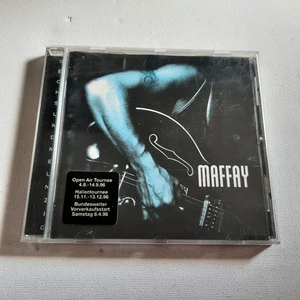 MAFFAY
Open Air Tournee
4.8.-14.9.96
Hallentournee
15.11.-13.12.96
Bundesweiter
Vorverkaufsstart
Samstag 6.4.96